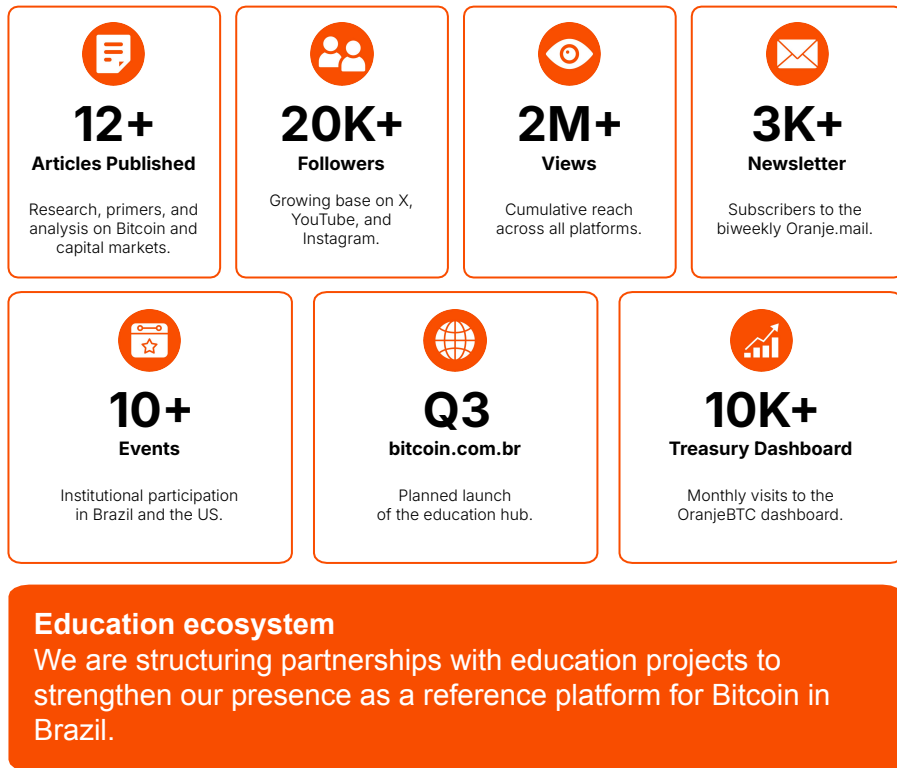 12+
Articles Published
Research, primers, and
analysis on Bitcoin and
capital markets.
20K+
Followers
Growing base on X,
YouTube, and
Instagram.
2M+
Views
Cumulative reach
across all platforms.
3K+
Newsletter
Subscribers to the
biweekly Oranje.mail.
10+
Events
Institutional participation
in Brazil and the US.
Q3
bitcoin.com.br
Planned launch
of the education hub.
10K+
Treasury Dashboard
Monthly visits to the
OranjeBTC dashboard.
Education ecosystem
We are structuring partnerships with education projects to
strengthen our presence as a reference platform for Bitcoin in
Brazil.